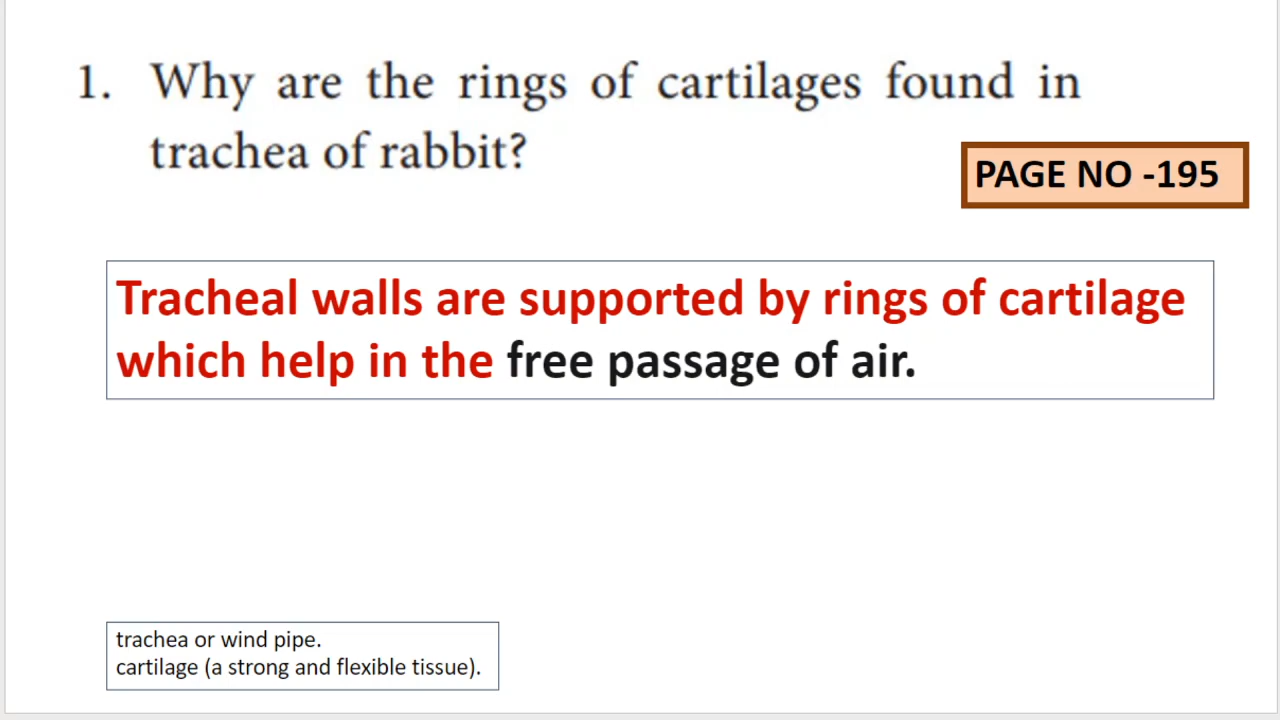 1. Why are the rings of cartilages found in
trachea of rabbit?
PAGE NO -195
Tracheal walls are supported by rings of cartilage
which help in the free passage of air.
trachea or wind pipe.
cartilage (a strong and flexible tissue).